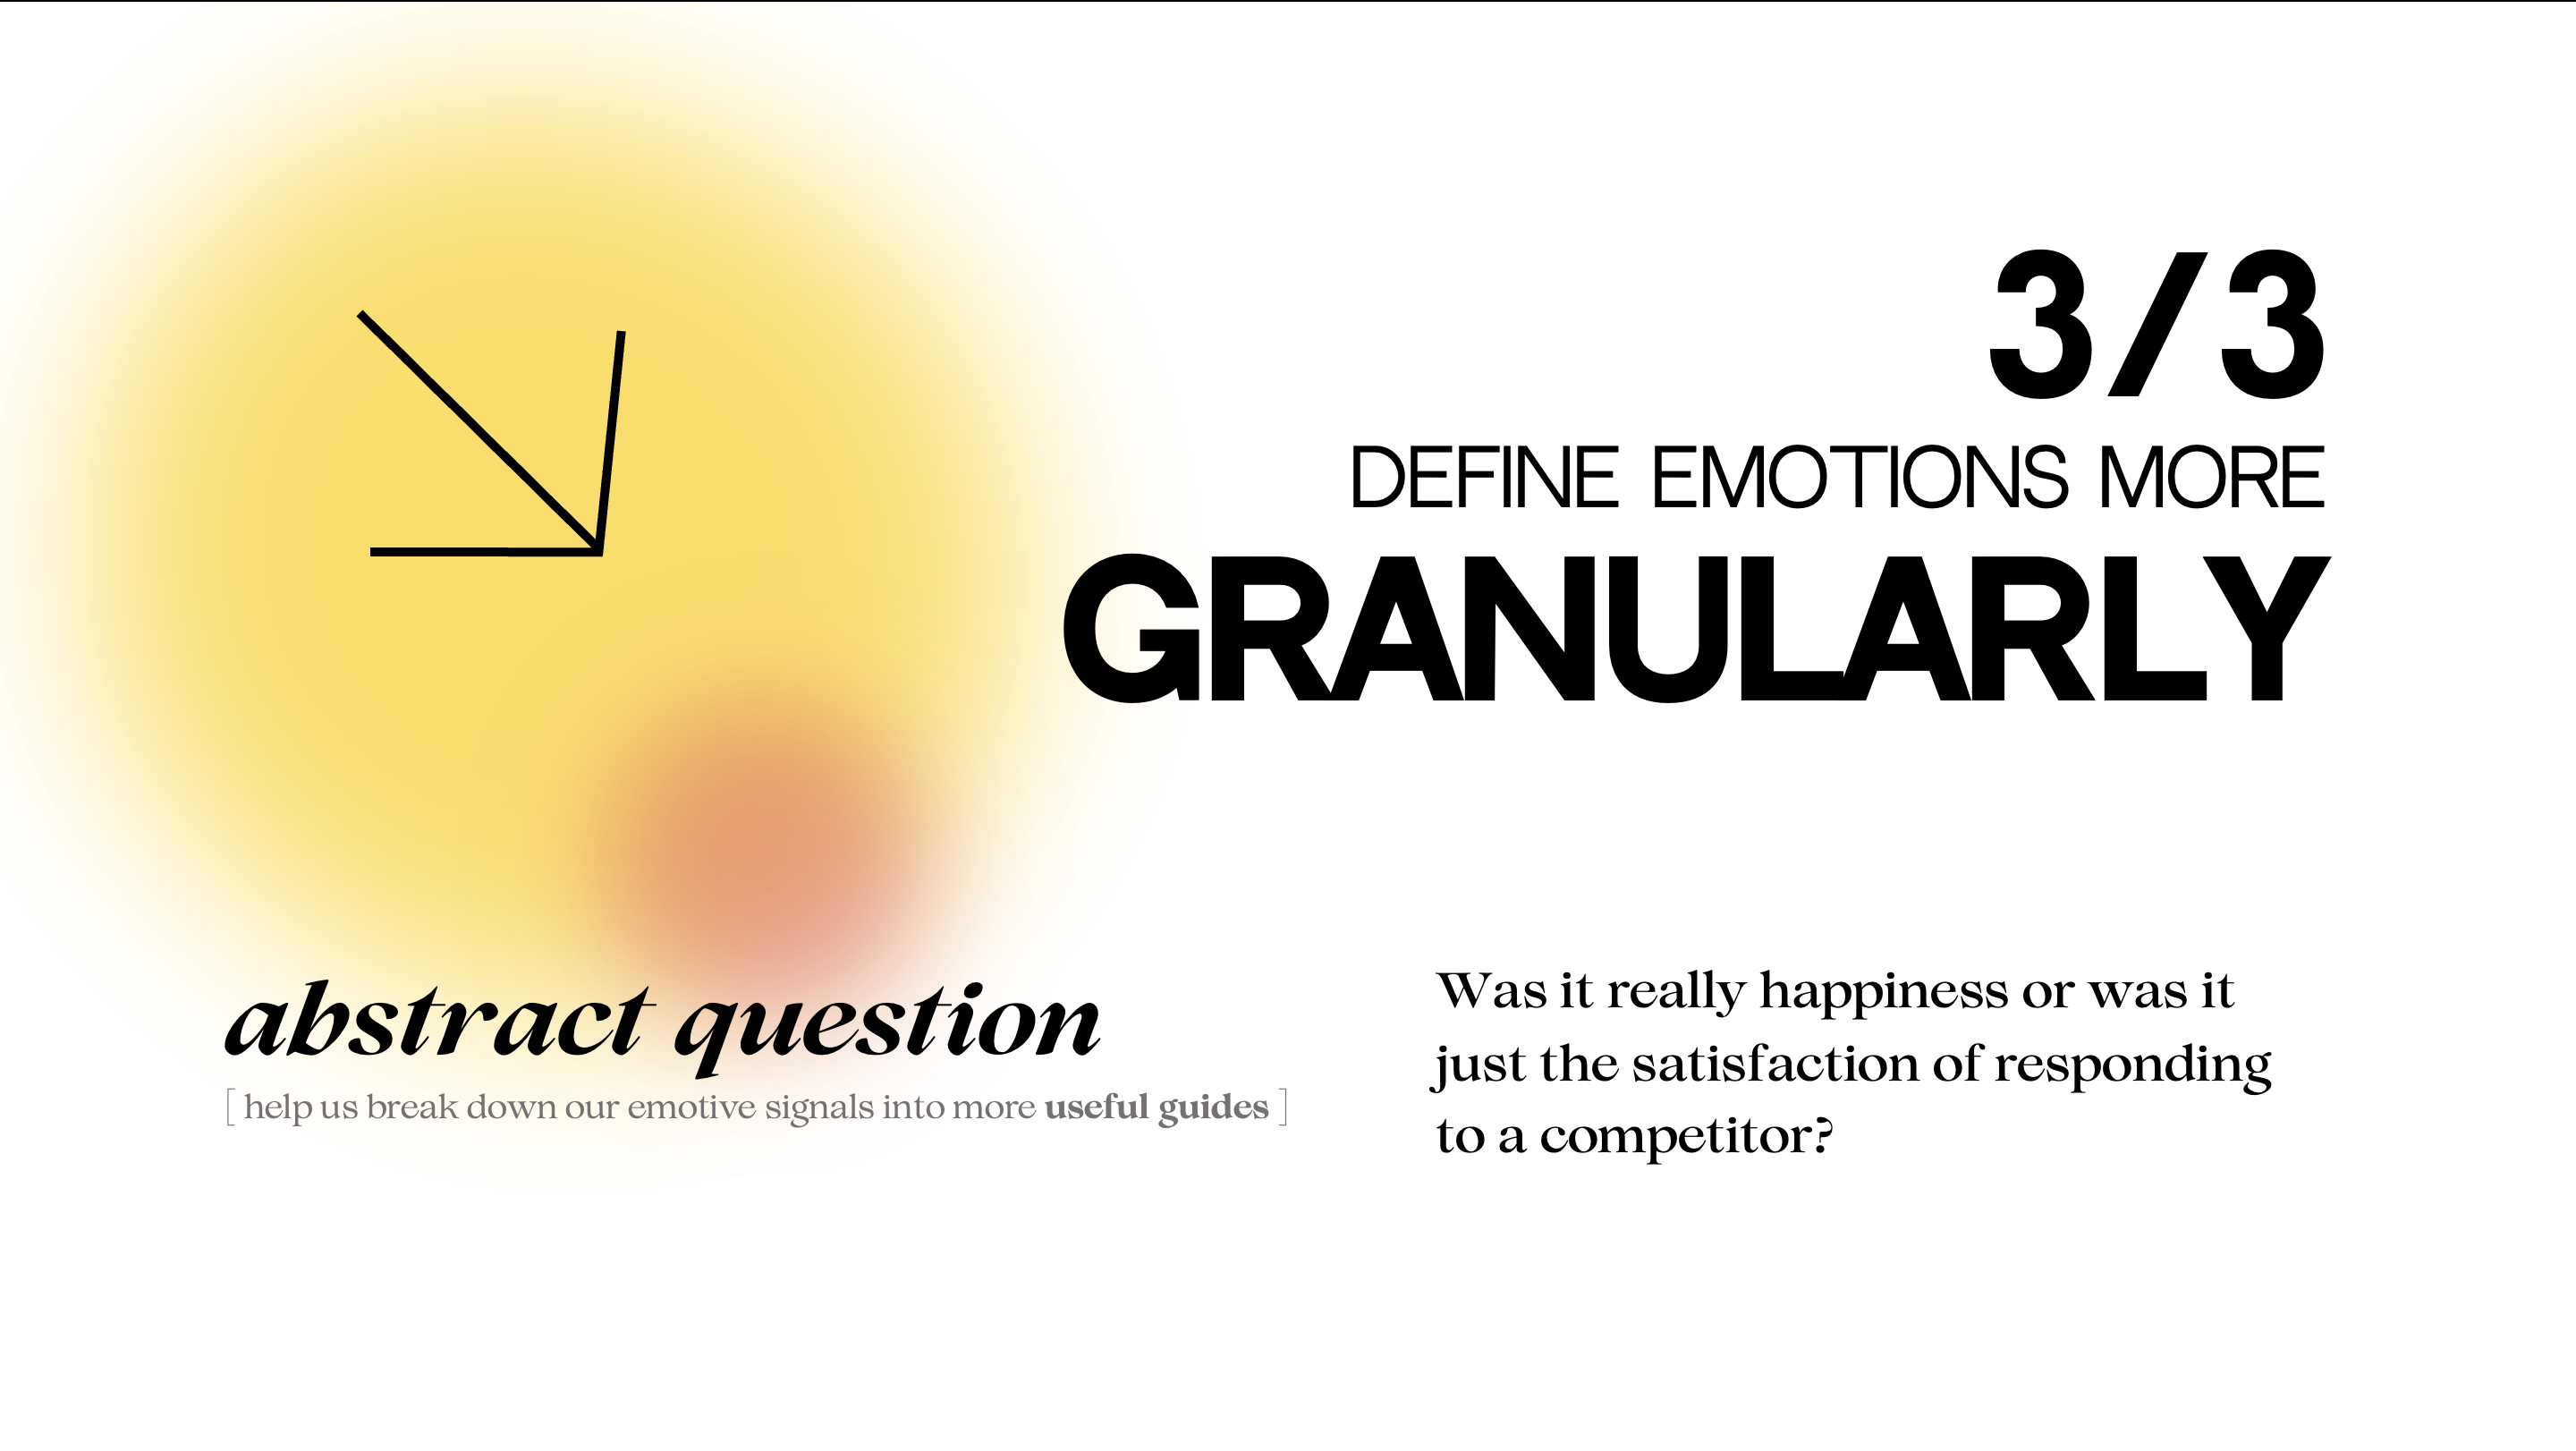 3/3
DEFINE EMOTIONS MORE
GRANULARLY
abstract question
[ help us break down our emotive signals into more useful guides ]
Was it really happiness or was it
just the satisfaction of responding
to a competitor?